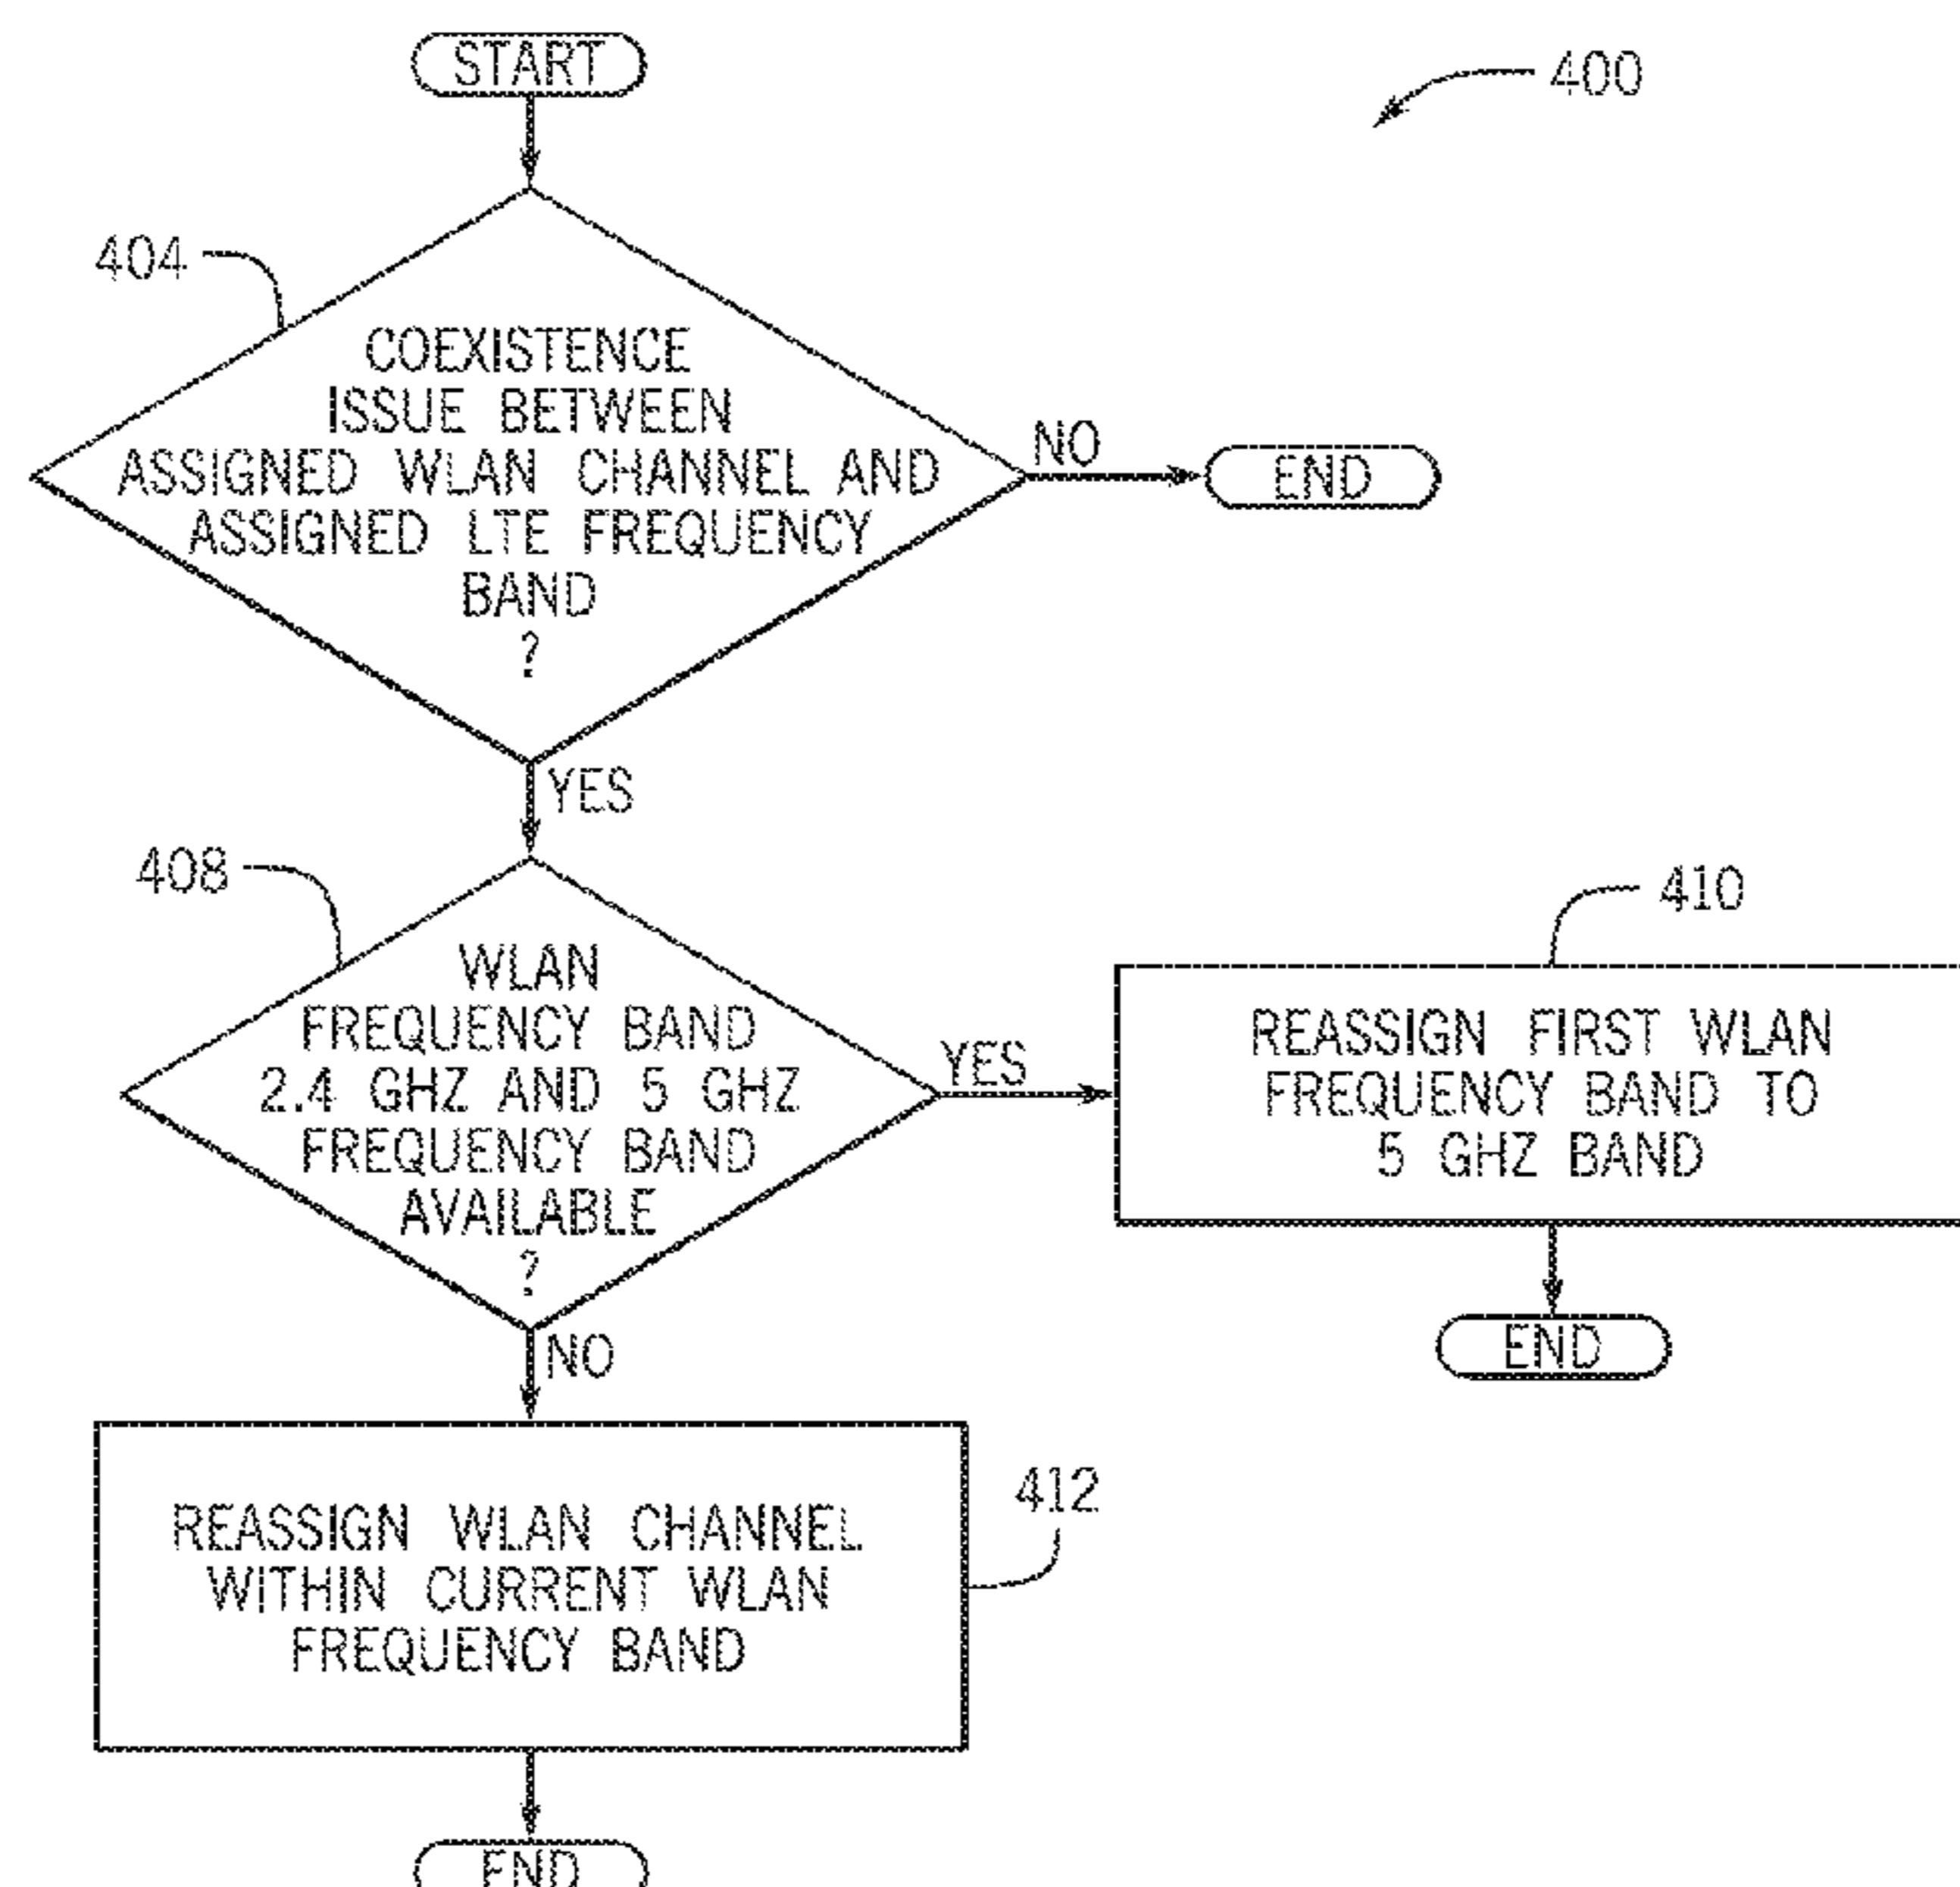 START
400
404
COEXISTENCE
ISSUE BETWEEN
ASSIGNED WLAN CHANNEL AND
ASSIGNED LTE FREQUENCY
BAND
?
NO
END
YES
408
WLAN
FREQUENCY BAND
2.4 GHZ AND 5 GHZ
FREQUENCY BAND
AVAILABLE
?
YES
410
REASSIGN FIRST WLAN
FREQUENCY BAND TO
5 GHZ BAND
END
NO
412
REASSIGN WLAN CHANNEL
WITHIN CURRENT WLAN
FREQUENCY BAND
END